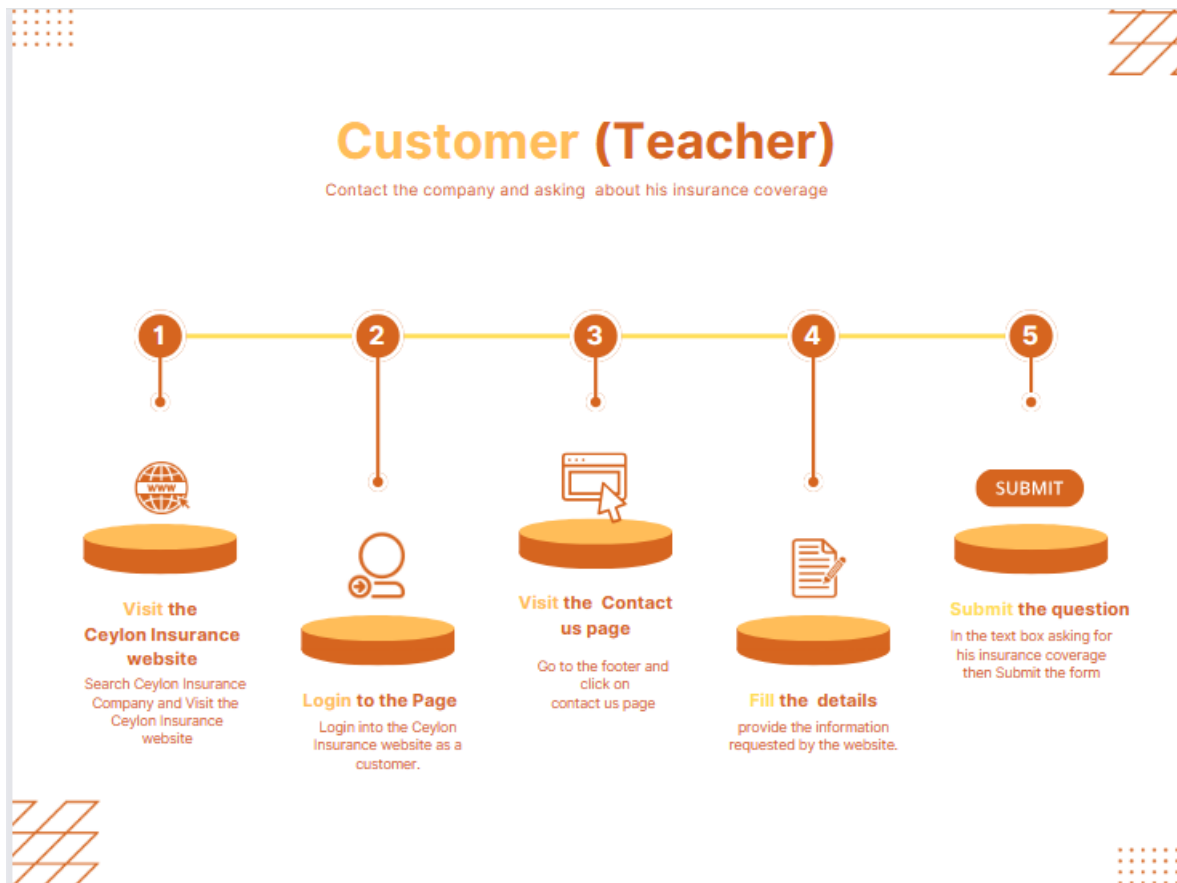 Customer (Teacher)
Contact the company and asking about his insurance coverage
1
2
3
4
5
www
SUBMIT
Visit the
Ceylon Insurance
website
Search Ceylon Insurance
Company and Visit the
Ceylon Insurance
website
Login to the Page
Login into the Ceylon
Insurance website as a
customer.
Visit the Contact
us page
Go to the footer and
click on
contact us page
Fill the details
provide the information
requested by the website.
Submit the question
In the text box asking for
his insurance coverage
then Submit the form